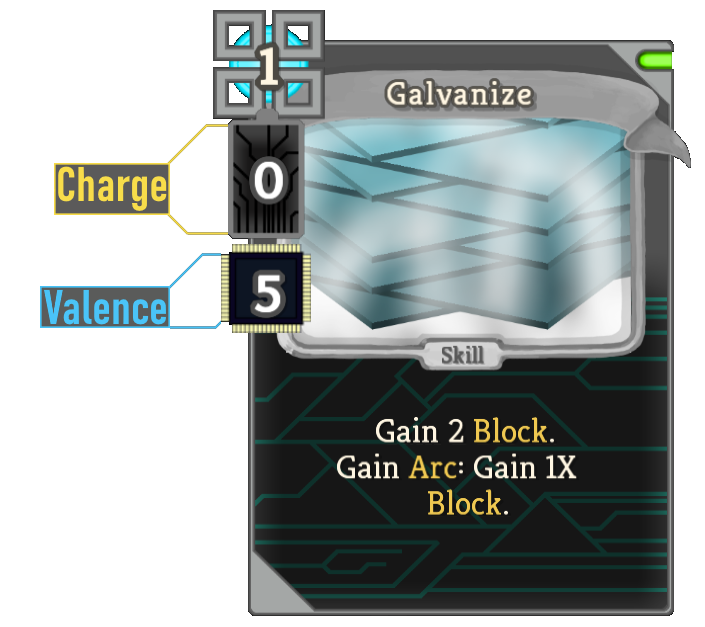 1
Galvanize
Charge
0
Valence
5
Skill
Gain 2 Block.
Gain Arc: Gain 1X
Block.